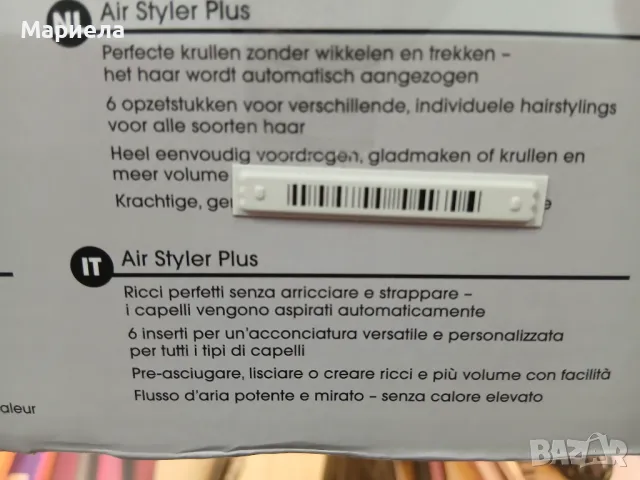 Мариела
NL Air Styler Plus
Perfecte krullen zonder wikkelen en trekken –
het haar wordt automatisch aangezogen
6 opzetstukken voor verschillende, individuele hairstylings
voor alle soorten haar
Heel eenvoudig voordrogen, gladmaken of krullen en
meer volume
Krachtige, ge
IT Air Styler Plus
Ricci perfetti senza arricciare e strappare –
i capelli vengono aspirati automaticamente
6 inserti per un'acconciatura versatile e personalizzata
per tutti i tipi di capelli
Pre-asciugare, lisciare o creare ricci e più volume con facilità
Flusso d'aria potente e mirato – senza calore elevato
aleur
BAZAR